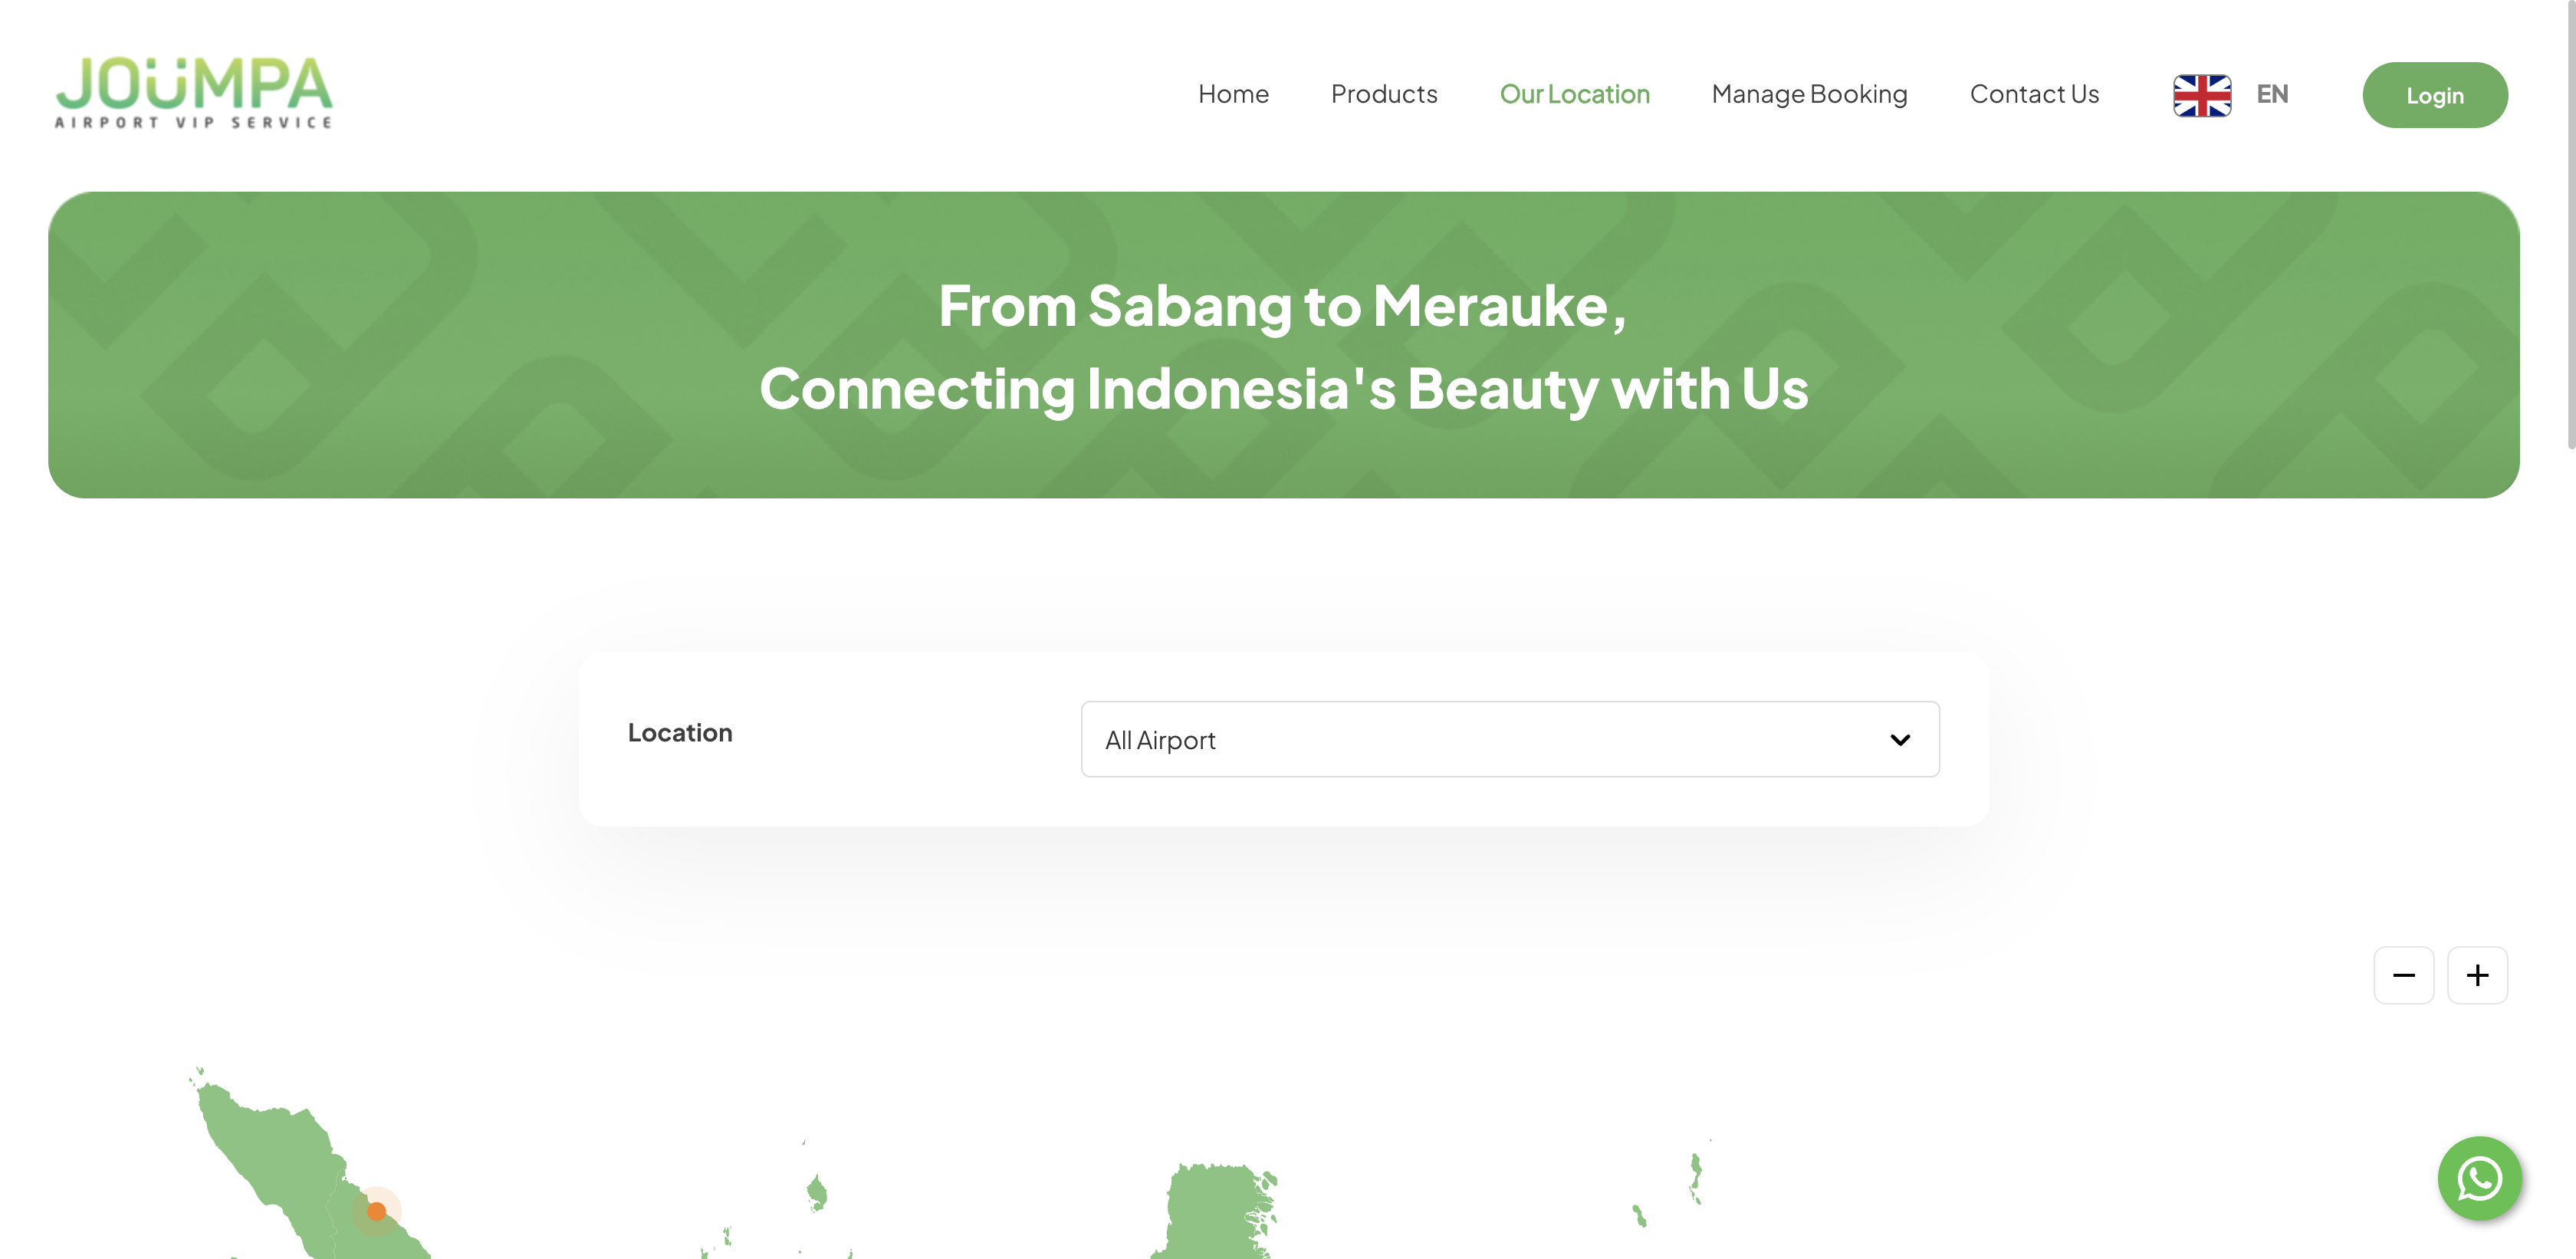 JOÜMPA
AIRPORT VIP SERVICE
Home
Products
Our Location
Manage Booking
Contact Us
EN
Login
From Sabang to Merauke,
Connecting Indonesia's Beauty with Us
Location
All Airport